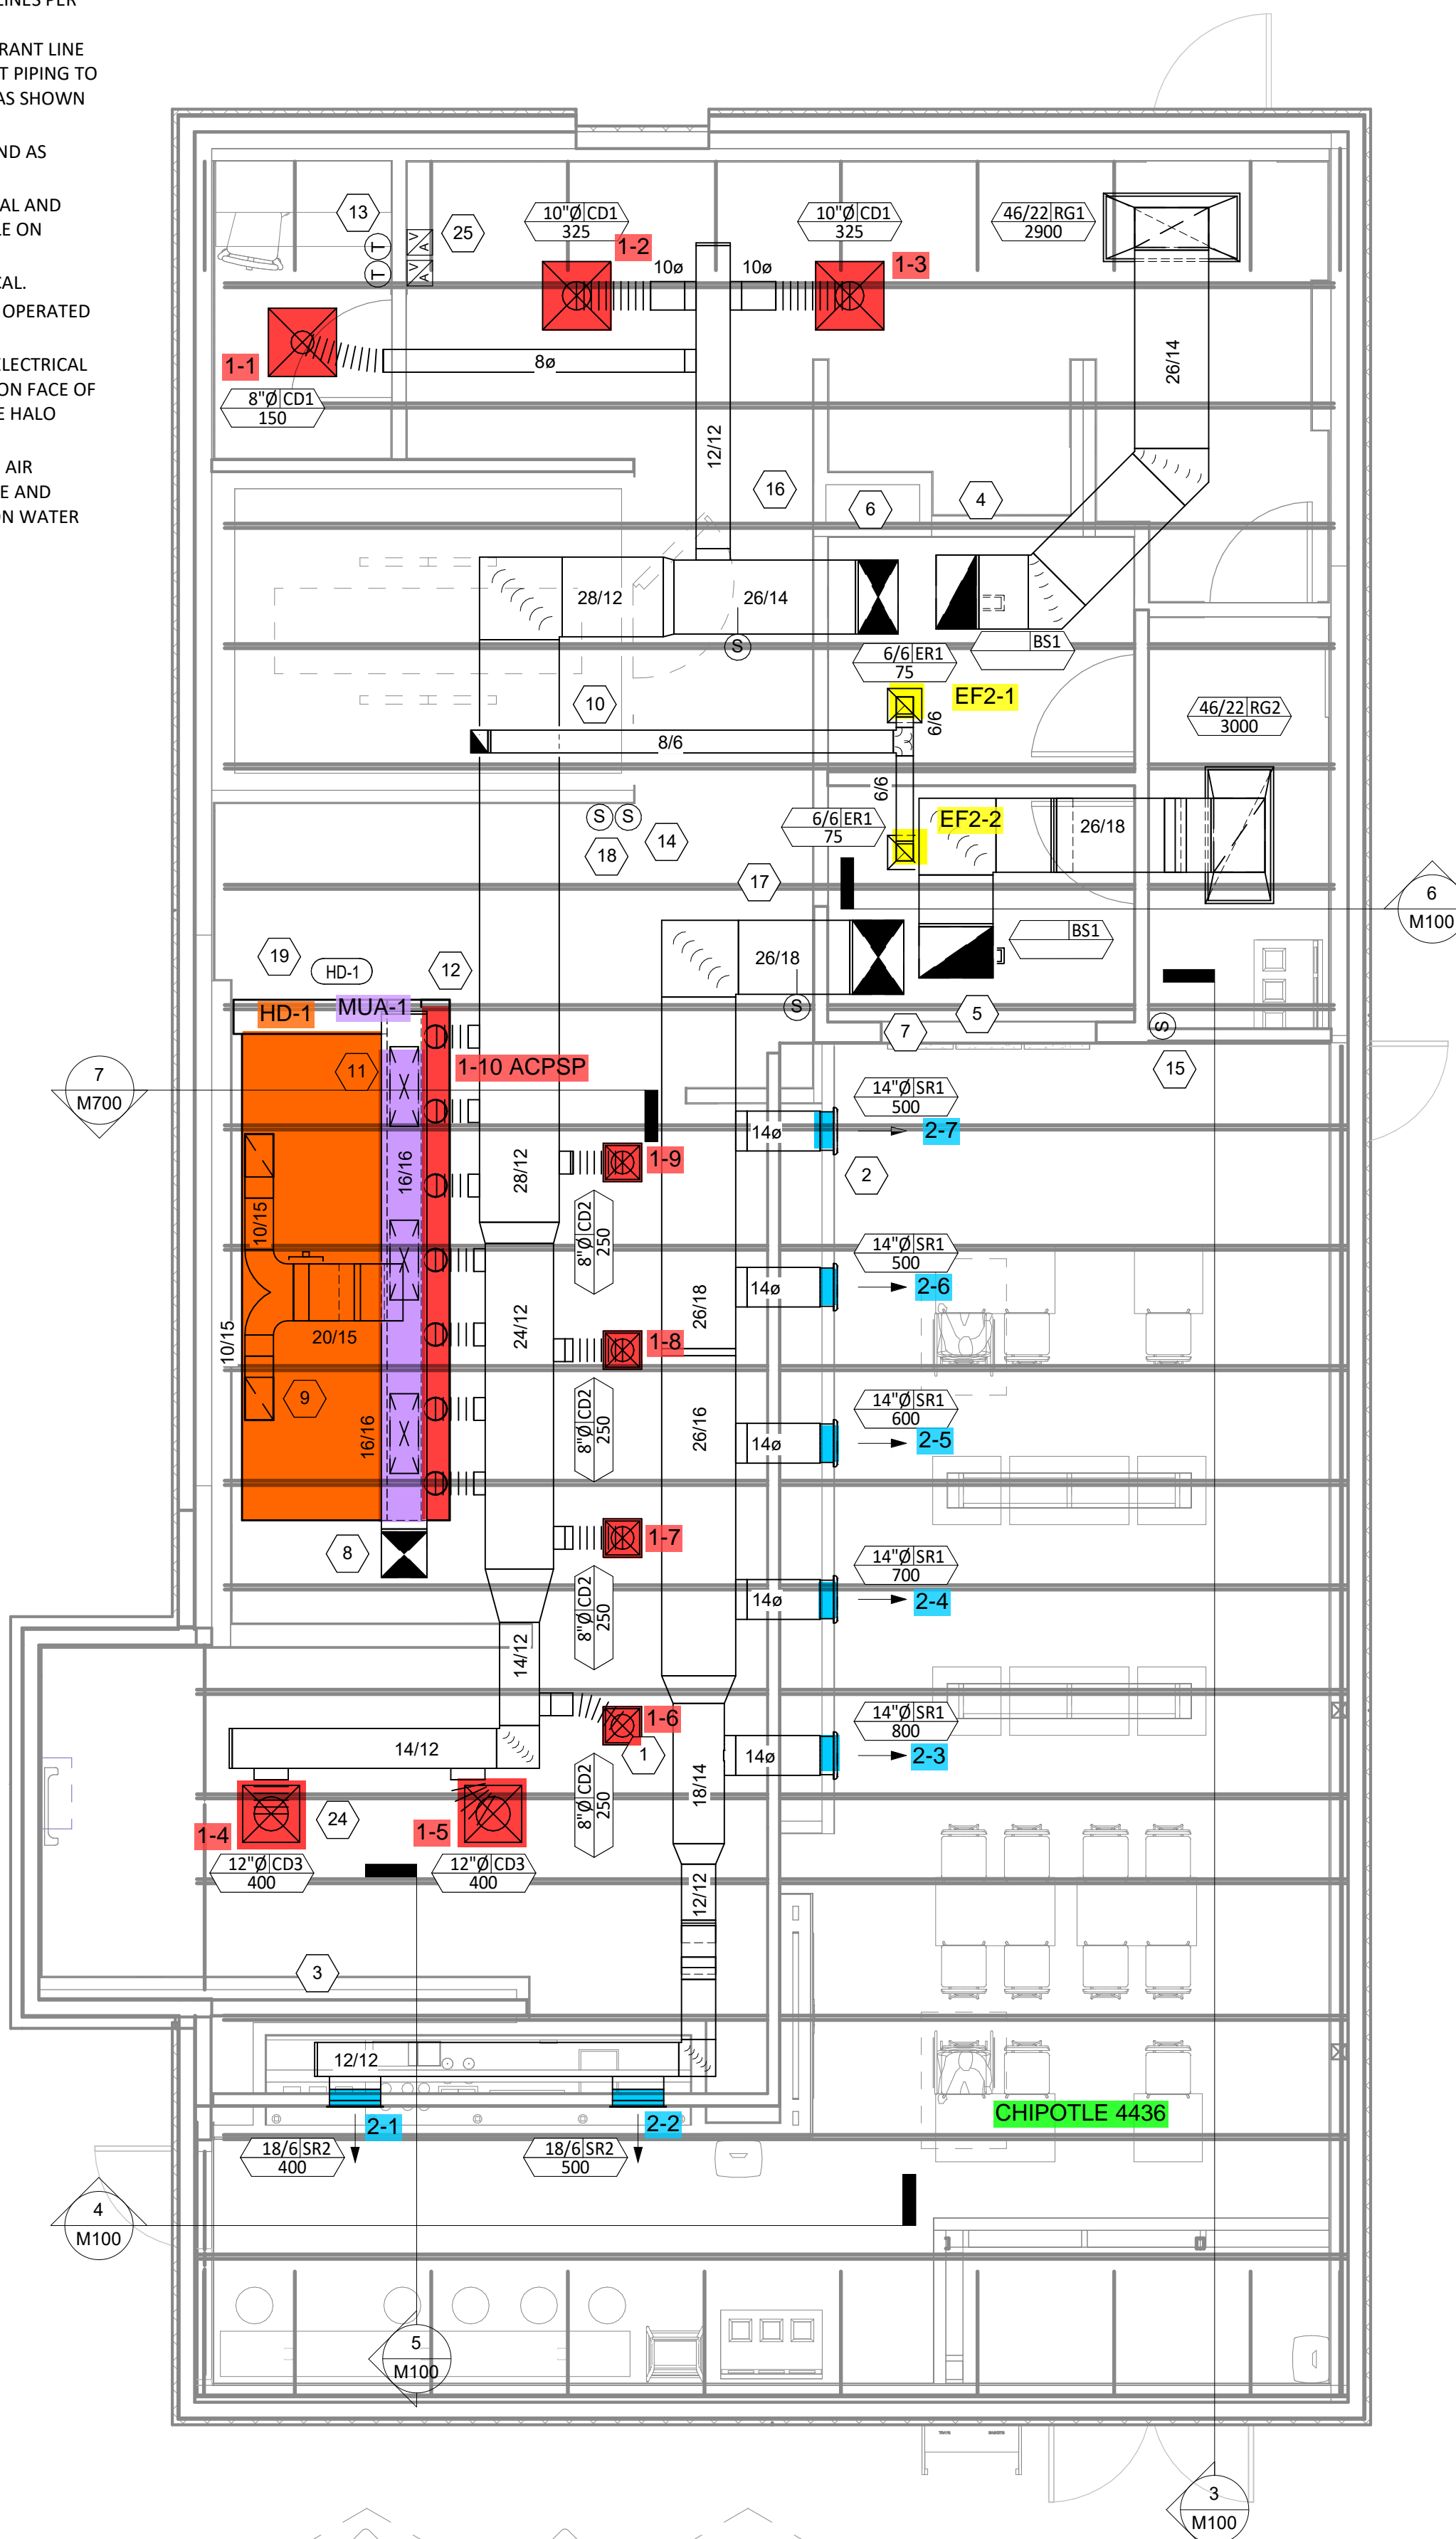 LINES PER
RANT LINE
T PIPING TO
AS SHOWN
ND AS
AL AND
LE ON
CAL.
OPERATED
ELECTRICAL
ON FACE OF
E HALO
AIR
E AND
ON WATER
13
T
T
A V
A V
25
10"Ø CD1
325
1-2
10"Ø CD1
325
1-3
46/22 RG1
2900
10ø
10ø
1-1
8"Ø CD1
150
8ø
12/12
26/14
16
6
4
28/12
26/14
S
6/6 ER1
75
BS1
EF2-1
10
8/6
6/6
46/22 RG2
3000
6/6
S
S
18
14
6/6 ER1
75
EF2-2
26/18
17
6
M100
19
HD-1
12
26/18
S
BS1
HD-1
MUA-1
7
5
S
15
11
1-10 ACPSP
7
M700
14"Ø SR1
500
14ø
2-7
2
1-9
16/16
28/12
8"Ø CD2
250
10/15
14"Ø SR1
500
14ø
2-6
26/18
24/12
20/15
10/15
1-8
9
8"Ø CD2
250
16/16
26/16
14"Ø SR1
600
14ø
2-5
8
1-7
14"Ø SR1
700
14ø
2-4
8"Ø CD2
250
14/12
1-6
1
14/12
14"Ø SR1
800
14ø
2-3
18/14
8"Ø CD2
250
1-4
24
1-5
12"Ø CD3
400
12"Ø CD3
400
12/12
3
12/12
2-1
2-2
18/6 SR2
400
18/6 SR2
500
CHIPOTLE 4436
4
M100
5
M100
3
M100